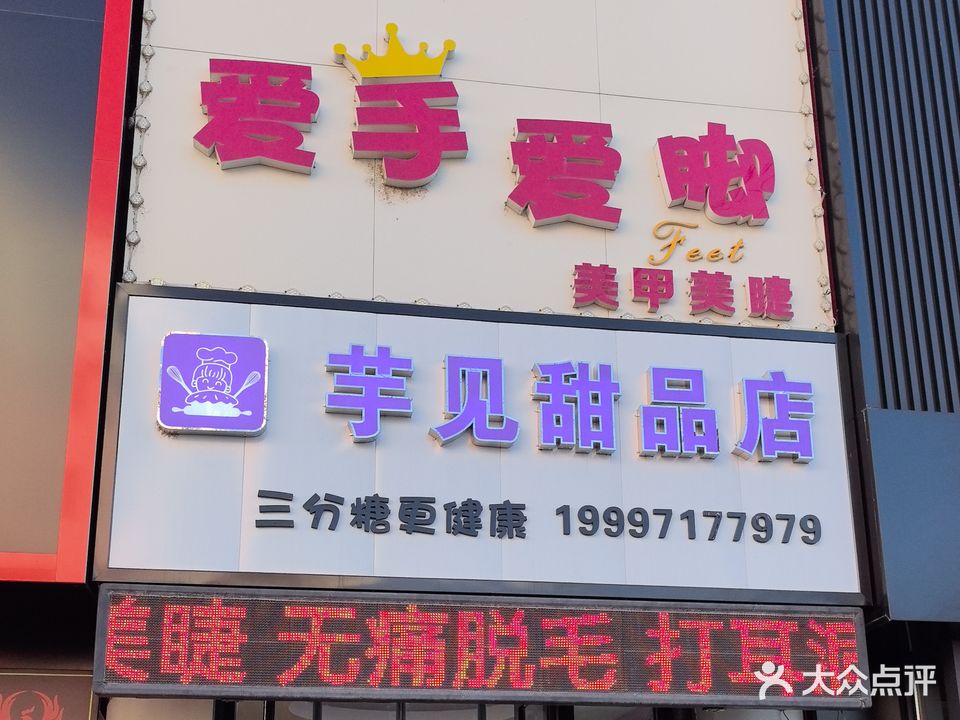 爱手爱脚
Feet
美甲美睫
芋见甜品店
三分糖更健康 19997177979
美睫 无痛脱毛 打耳洞
大众点评